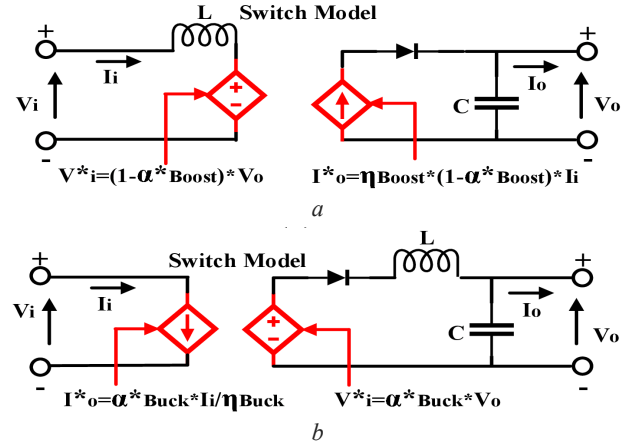 L Switch Model
+ +
Ii Io
Vi + - C Vo
- -
V*i=(1-α*Boost)*Vo I*o=ηBoost*(1-α*Boost)*Ii
a
L
+ Switch Model +
Ii Io
Vi + - C Vo
- -
I*o=α*Buck*Ii/ηBuck V*i=α*Buck*Vo
b